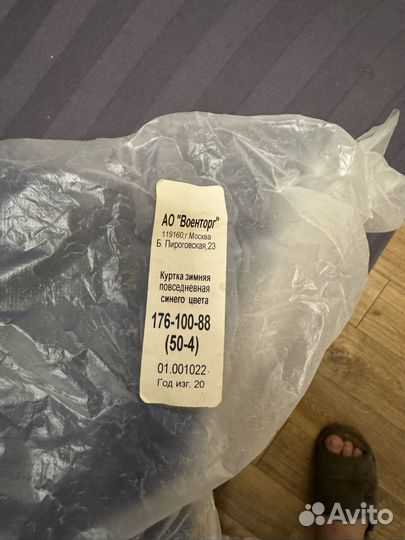 АО "Военторг"
119160,г.Москва
Б. Пироговская,23
Куртка зимняя
повседневная
синего цвета
176-100-88
(50-4)
01.001022
Год изг. 20
Avito